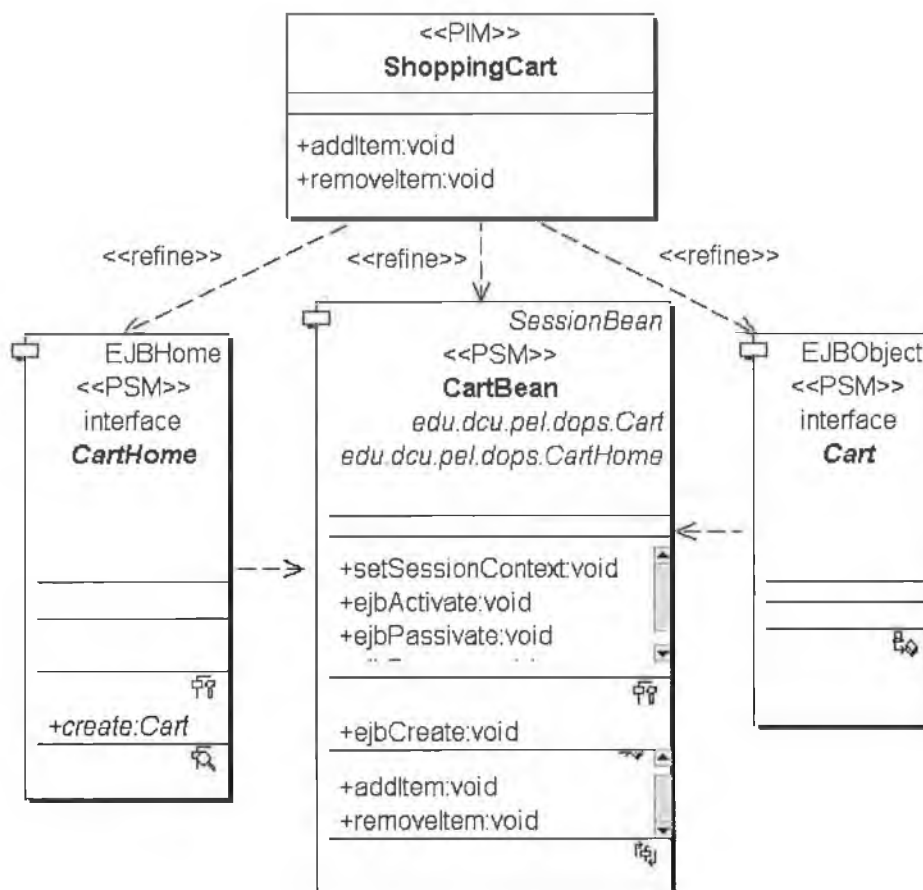 <<PIM>>
ShoppingCart
+addItem:void
+removeItem:void
<<refine>>
<<refine>>
<<refine>>
EJBHome
<<PSM>>
interface
CartHome
+create:Cart
SessionBean
<<PSM>>
CartBean
edu.dcu.pel.dops.Cart
edu.dcu.pel.dops.CartHome
+setSessionContext:void
+ejbActivate:void
+ejbPassivate:void
+ejbCreate:void
+addItem:void
+removeItem:void
EJBObject
<<PSM>>
interface
Cart